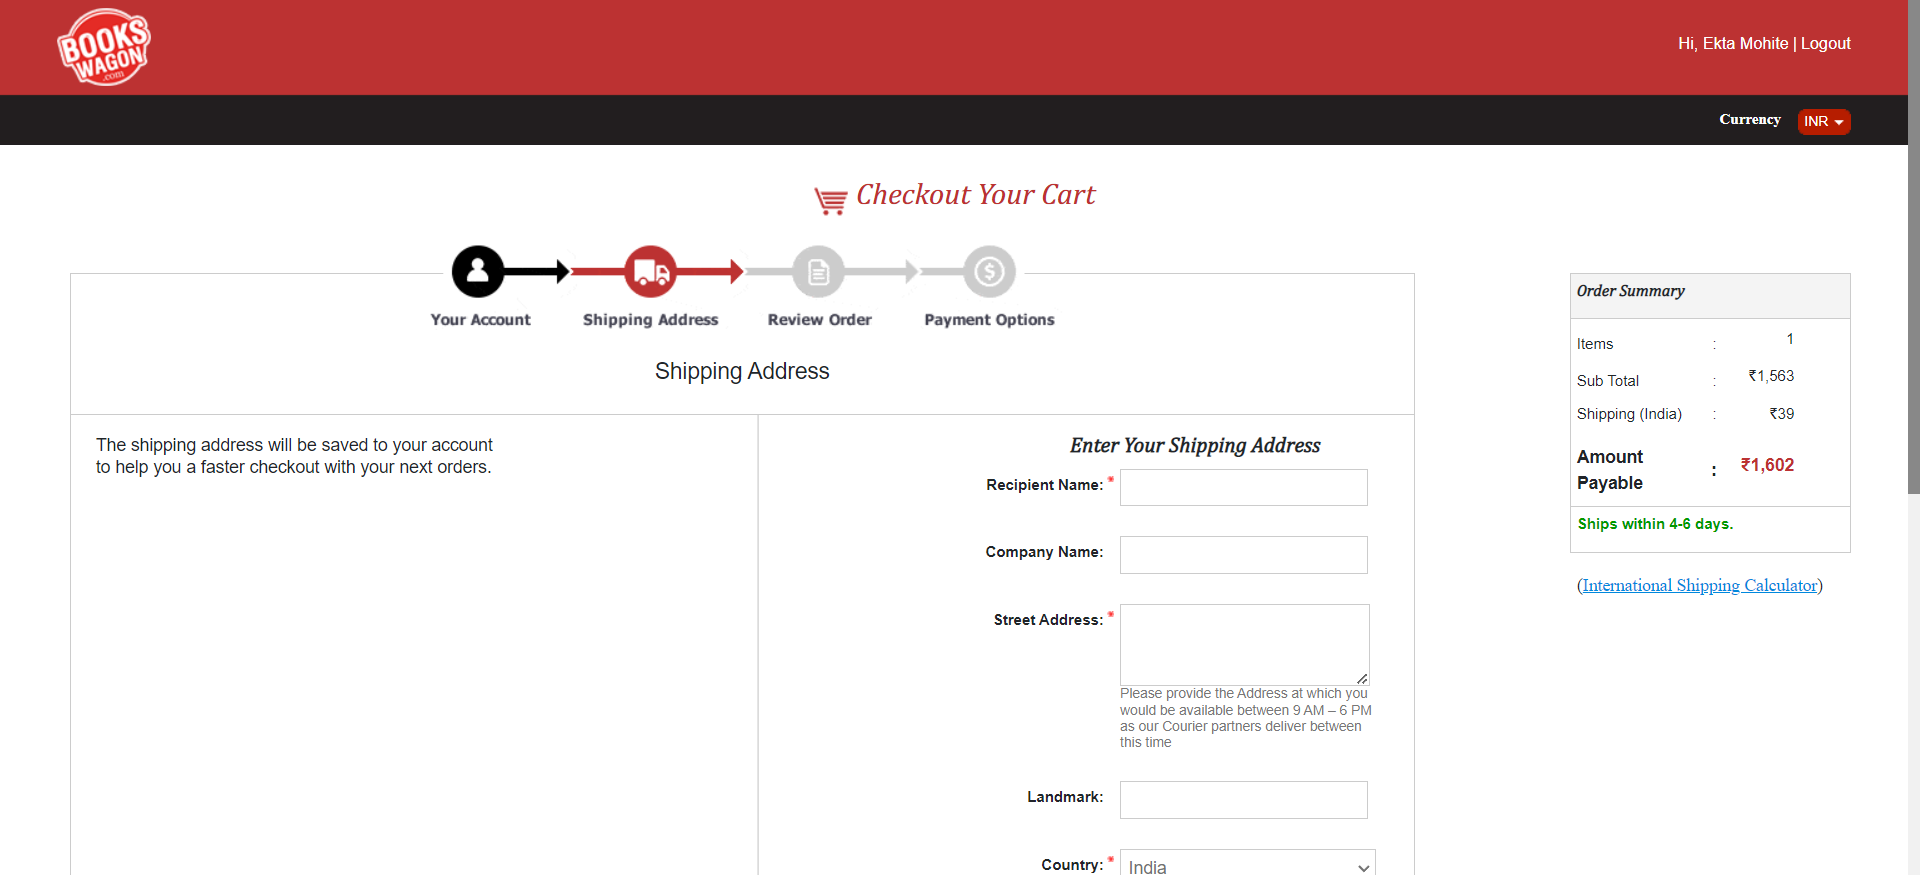 BOOKS
WAGON
.com
Hi, Ekta Mohite | Logout
Currency
INR
Checkout Your Cart
Your Account
Shipping Address
Review Order
Payment Options
Shipping Address
The shipping address will be saved to your account
to help you a faster checkout with your next orders.
Enter Your Shipping Address
Recipient Name: *
Company Name:
Street Address: *
Please provide the Address at which you
would be available between 9 AM – 6 PM
as our Courier partners deliver between
this time
Landmark:
Country: * India
Order Summary
Items : 1
Sub Total : ₹1,563
Shipping (India) : ₹39
Amount
Payable : ₹1,602
Ships within 4-6 days.
(International Shipping Calculator)